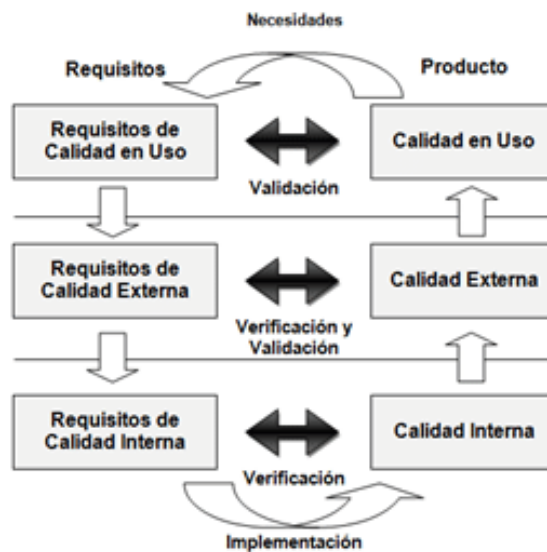 Necesidades
Requisitos
Producto
Requisitos de
Calidad en Uso
Calidad en Uso
Validación
Requisitos de
Calidad Externa
Calidad Externa
Verificación y
Validación
Requisitos de
Calidad Interna
Calidad Interna
Verificación
Implementación